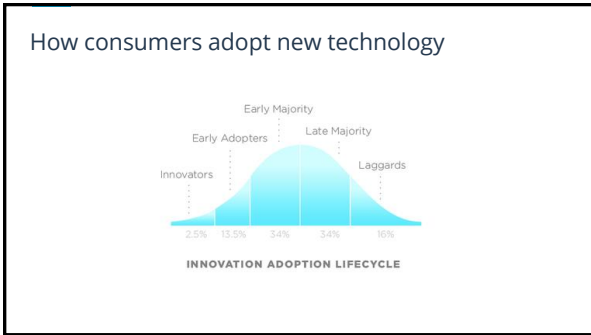 How consumers adopt new technology
Early Majority
Early Adopters
Late Majority
Innovators
Laggards
2.5% 13.5% 34% 34% 16%
INNOVATION ADOPTION LIFECYCLE